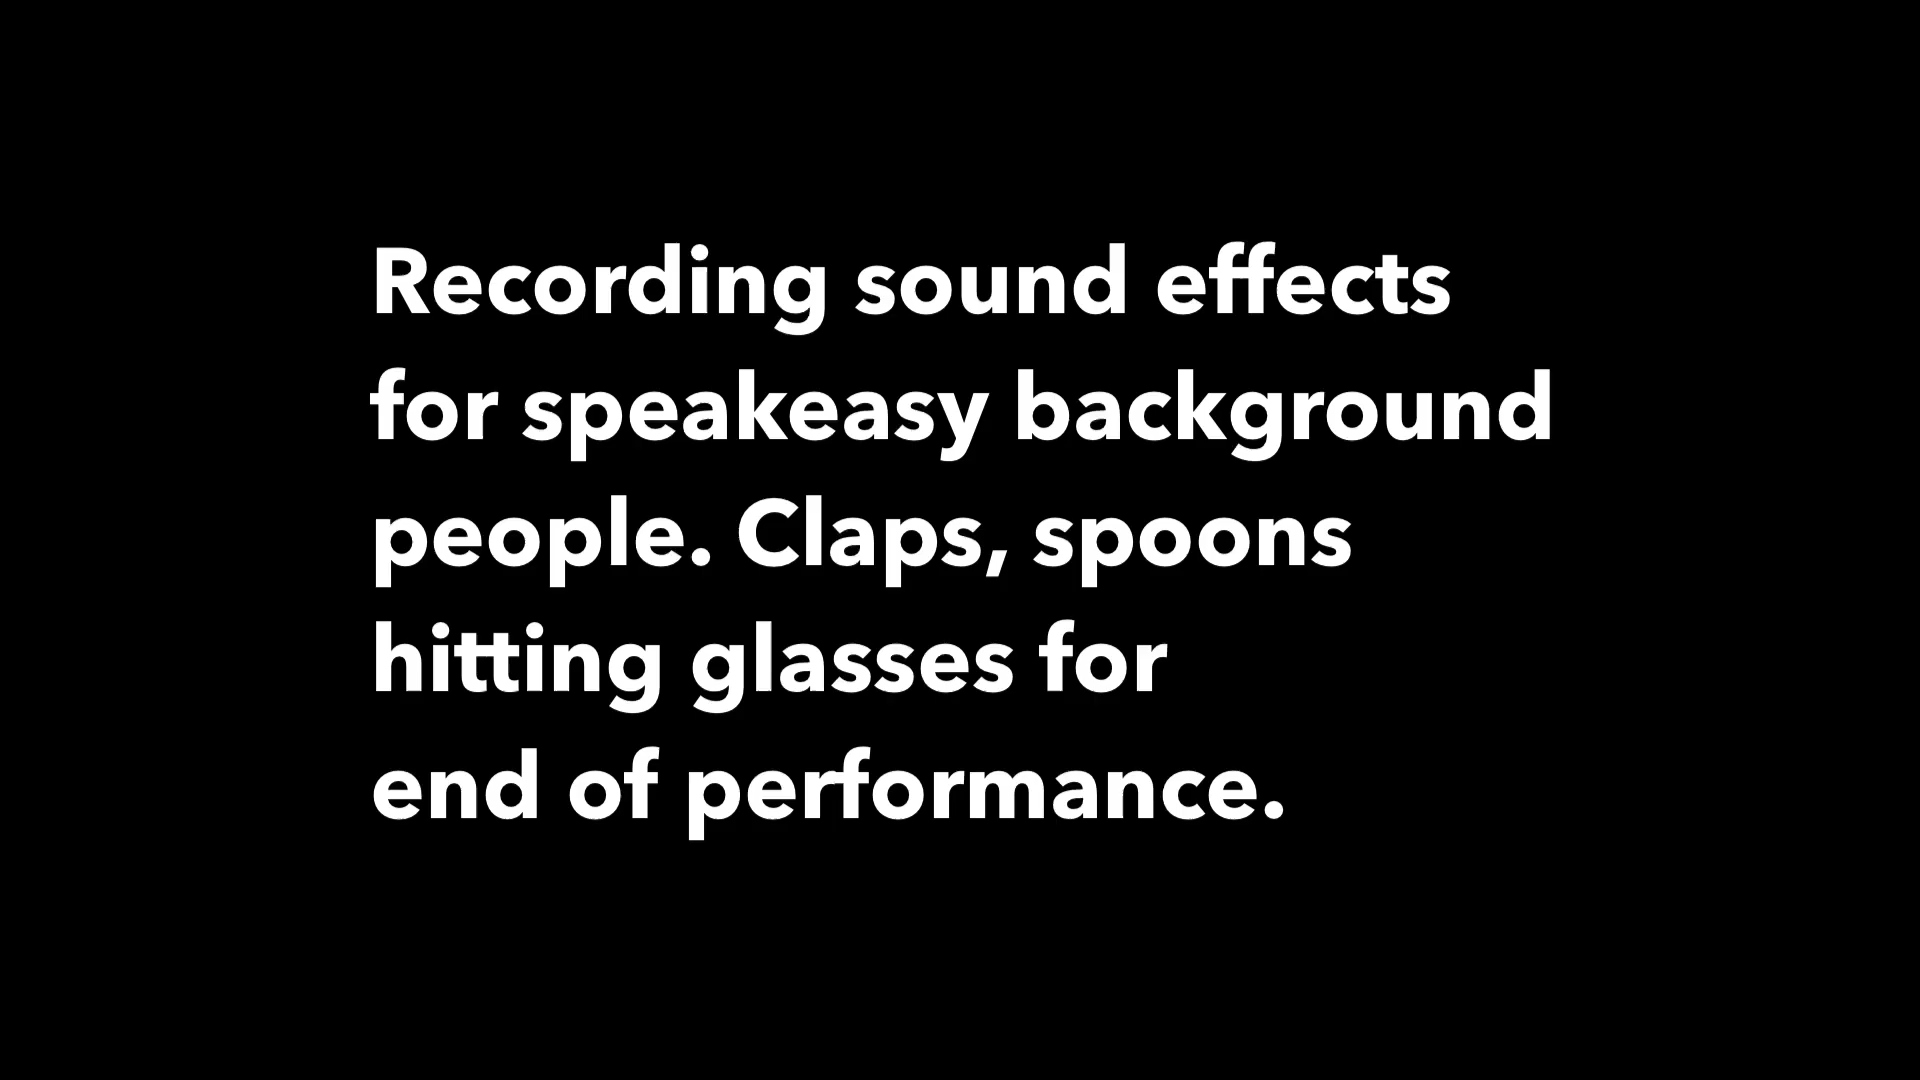 Recording sound effects
for speakeasy background
people. Claps, spoons
hitting glasses for
end of performance.